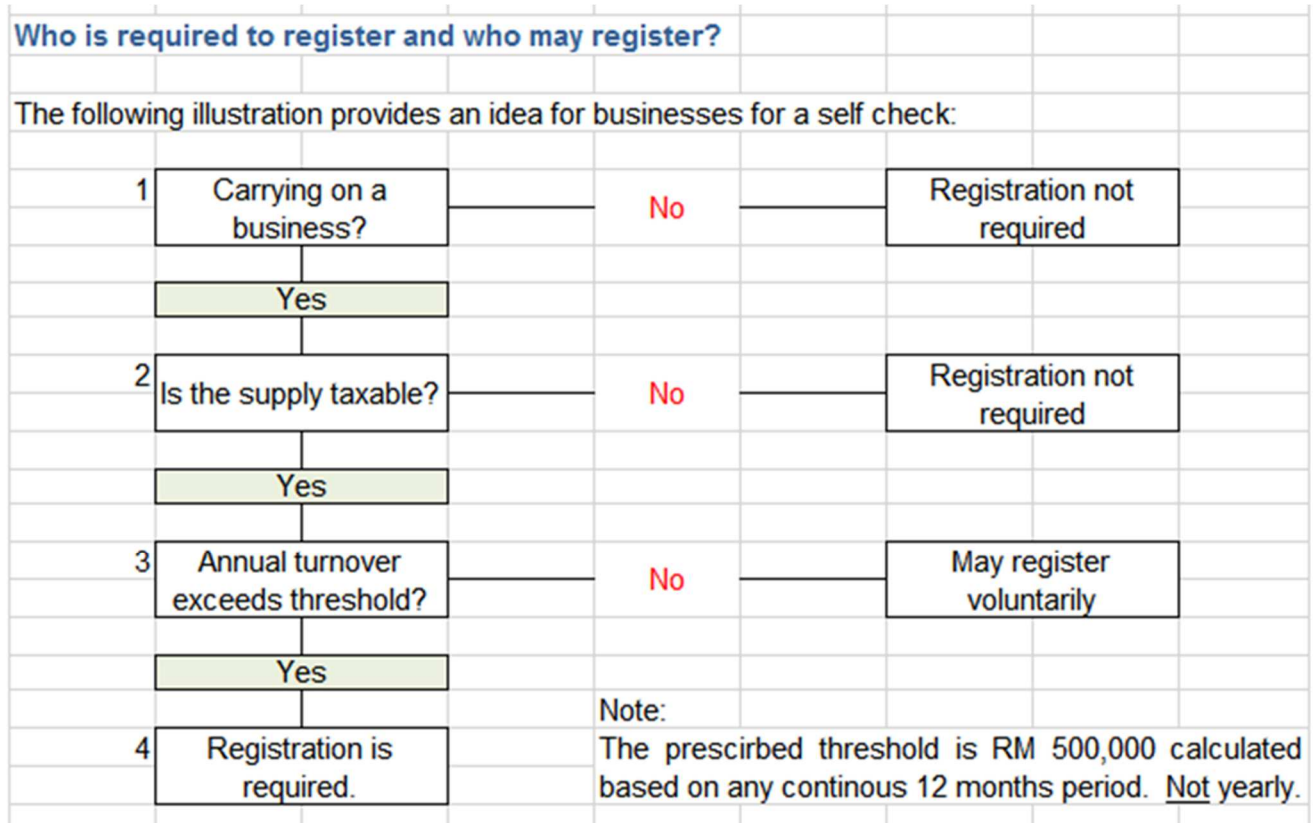 Who is required to register and who may register?
The following illustration provides an idea for businesses for a self check:
1
Carrying on a
business?
No
Registration not
required
Yes
2
Is the supply taxable?
No
Registration not
required
Yes
3
Annual turnover
exceeds threshold?
No
May register
voluntarily
Yes
4
Registration is
required.
Note:
The prescirbed threshold is RM 500,000 calculated
based on any continous 12 months period. Not yearly.